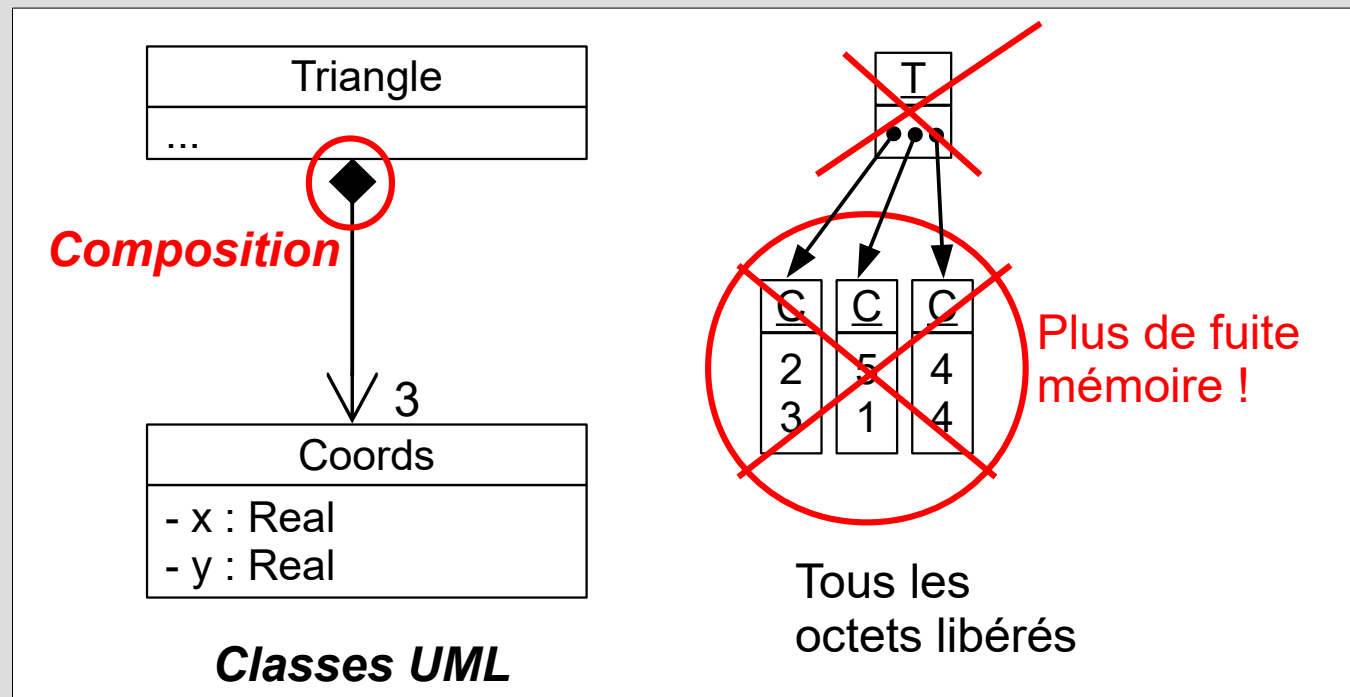 Triangle
...
Composition
3
Coords
- x : Real
- y : Real
Classes UML
T
C C C
2 5 4
3 1 4
Plus de fuite
mémoire !
Tous les
octets libérés